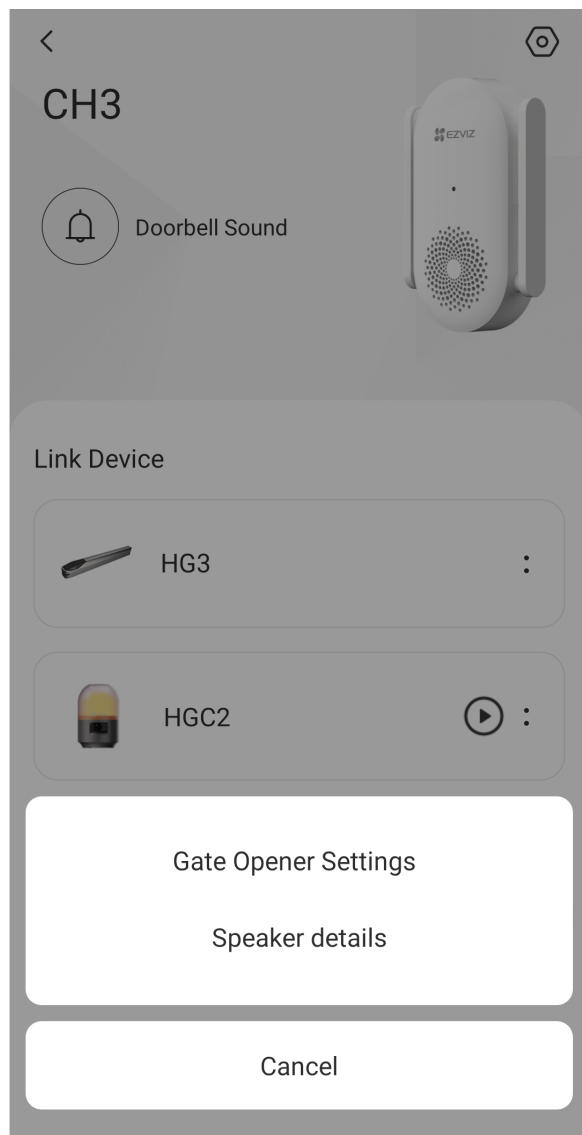 CH3
EZVIZ
Doorbell Sound
Link Device
HG3
HGC2
Gate Opener Settings
Speaker details
Cancel